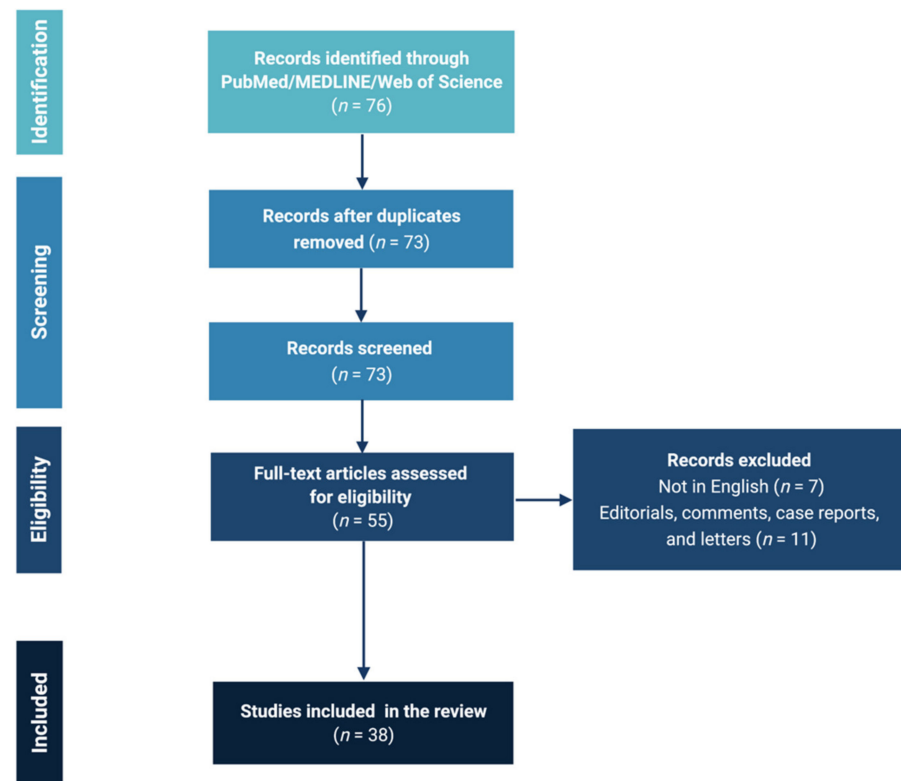 Identification
Records identified through
PubMed/MEDLINE/Web of Science
(n = 76)
Screening
Records after duplicates
removed (n = 73)
Records screened
(n = 73)
Eligibility
Full-text articles assessed
for eligibility
(n = 55)
Records excluded
Not in English (n = 7)
Editorials, comments, case reports,
and letters (n = 11)
Included
Studies included in the review
(n = 38)